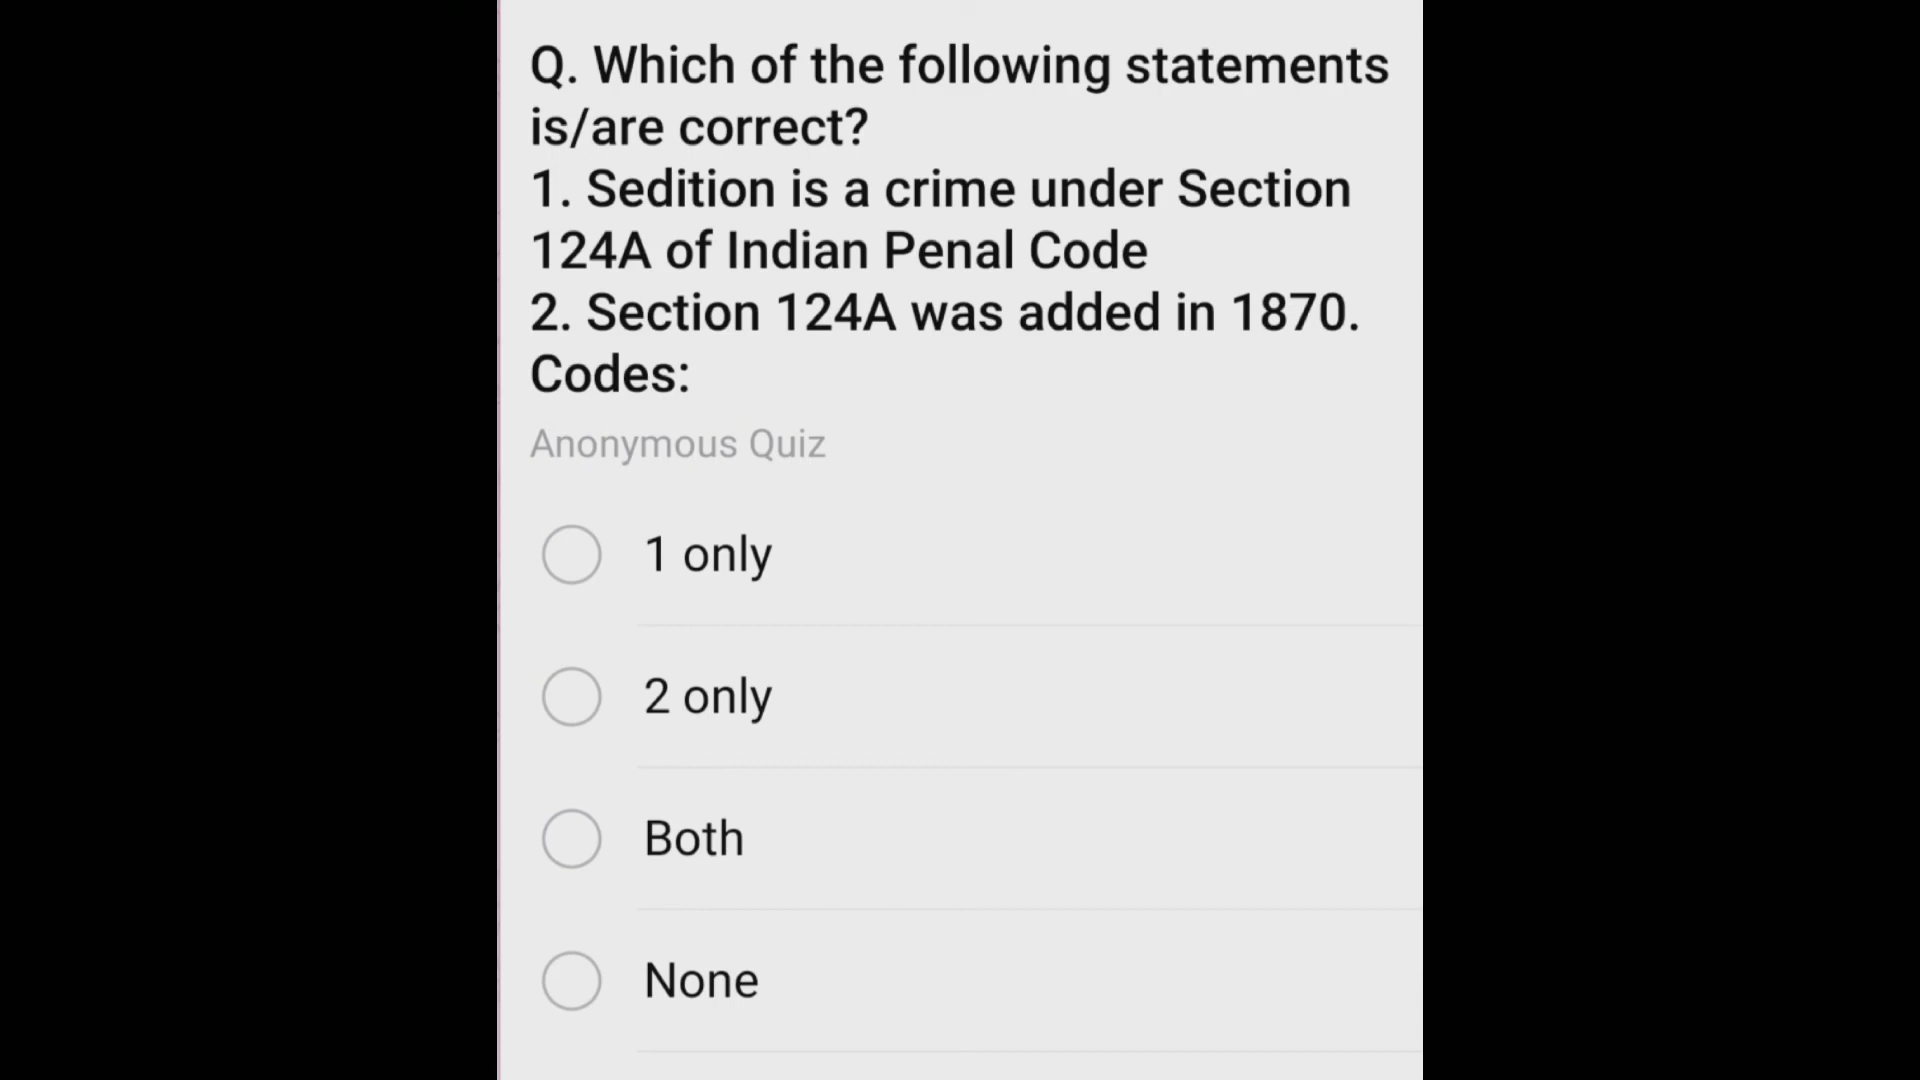 Q. Which of the following statements
is/are correct?
1. Sedition is a crime under Section
124A of Indian Penal Code
2. Section 124A was added in 1870.
Codes:
Anonymous Quiz
1 only
2 only
Both
None